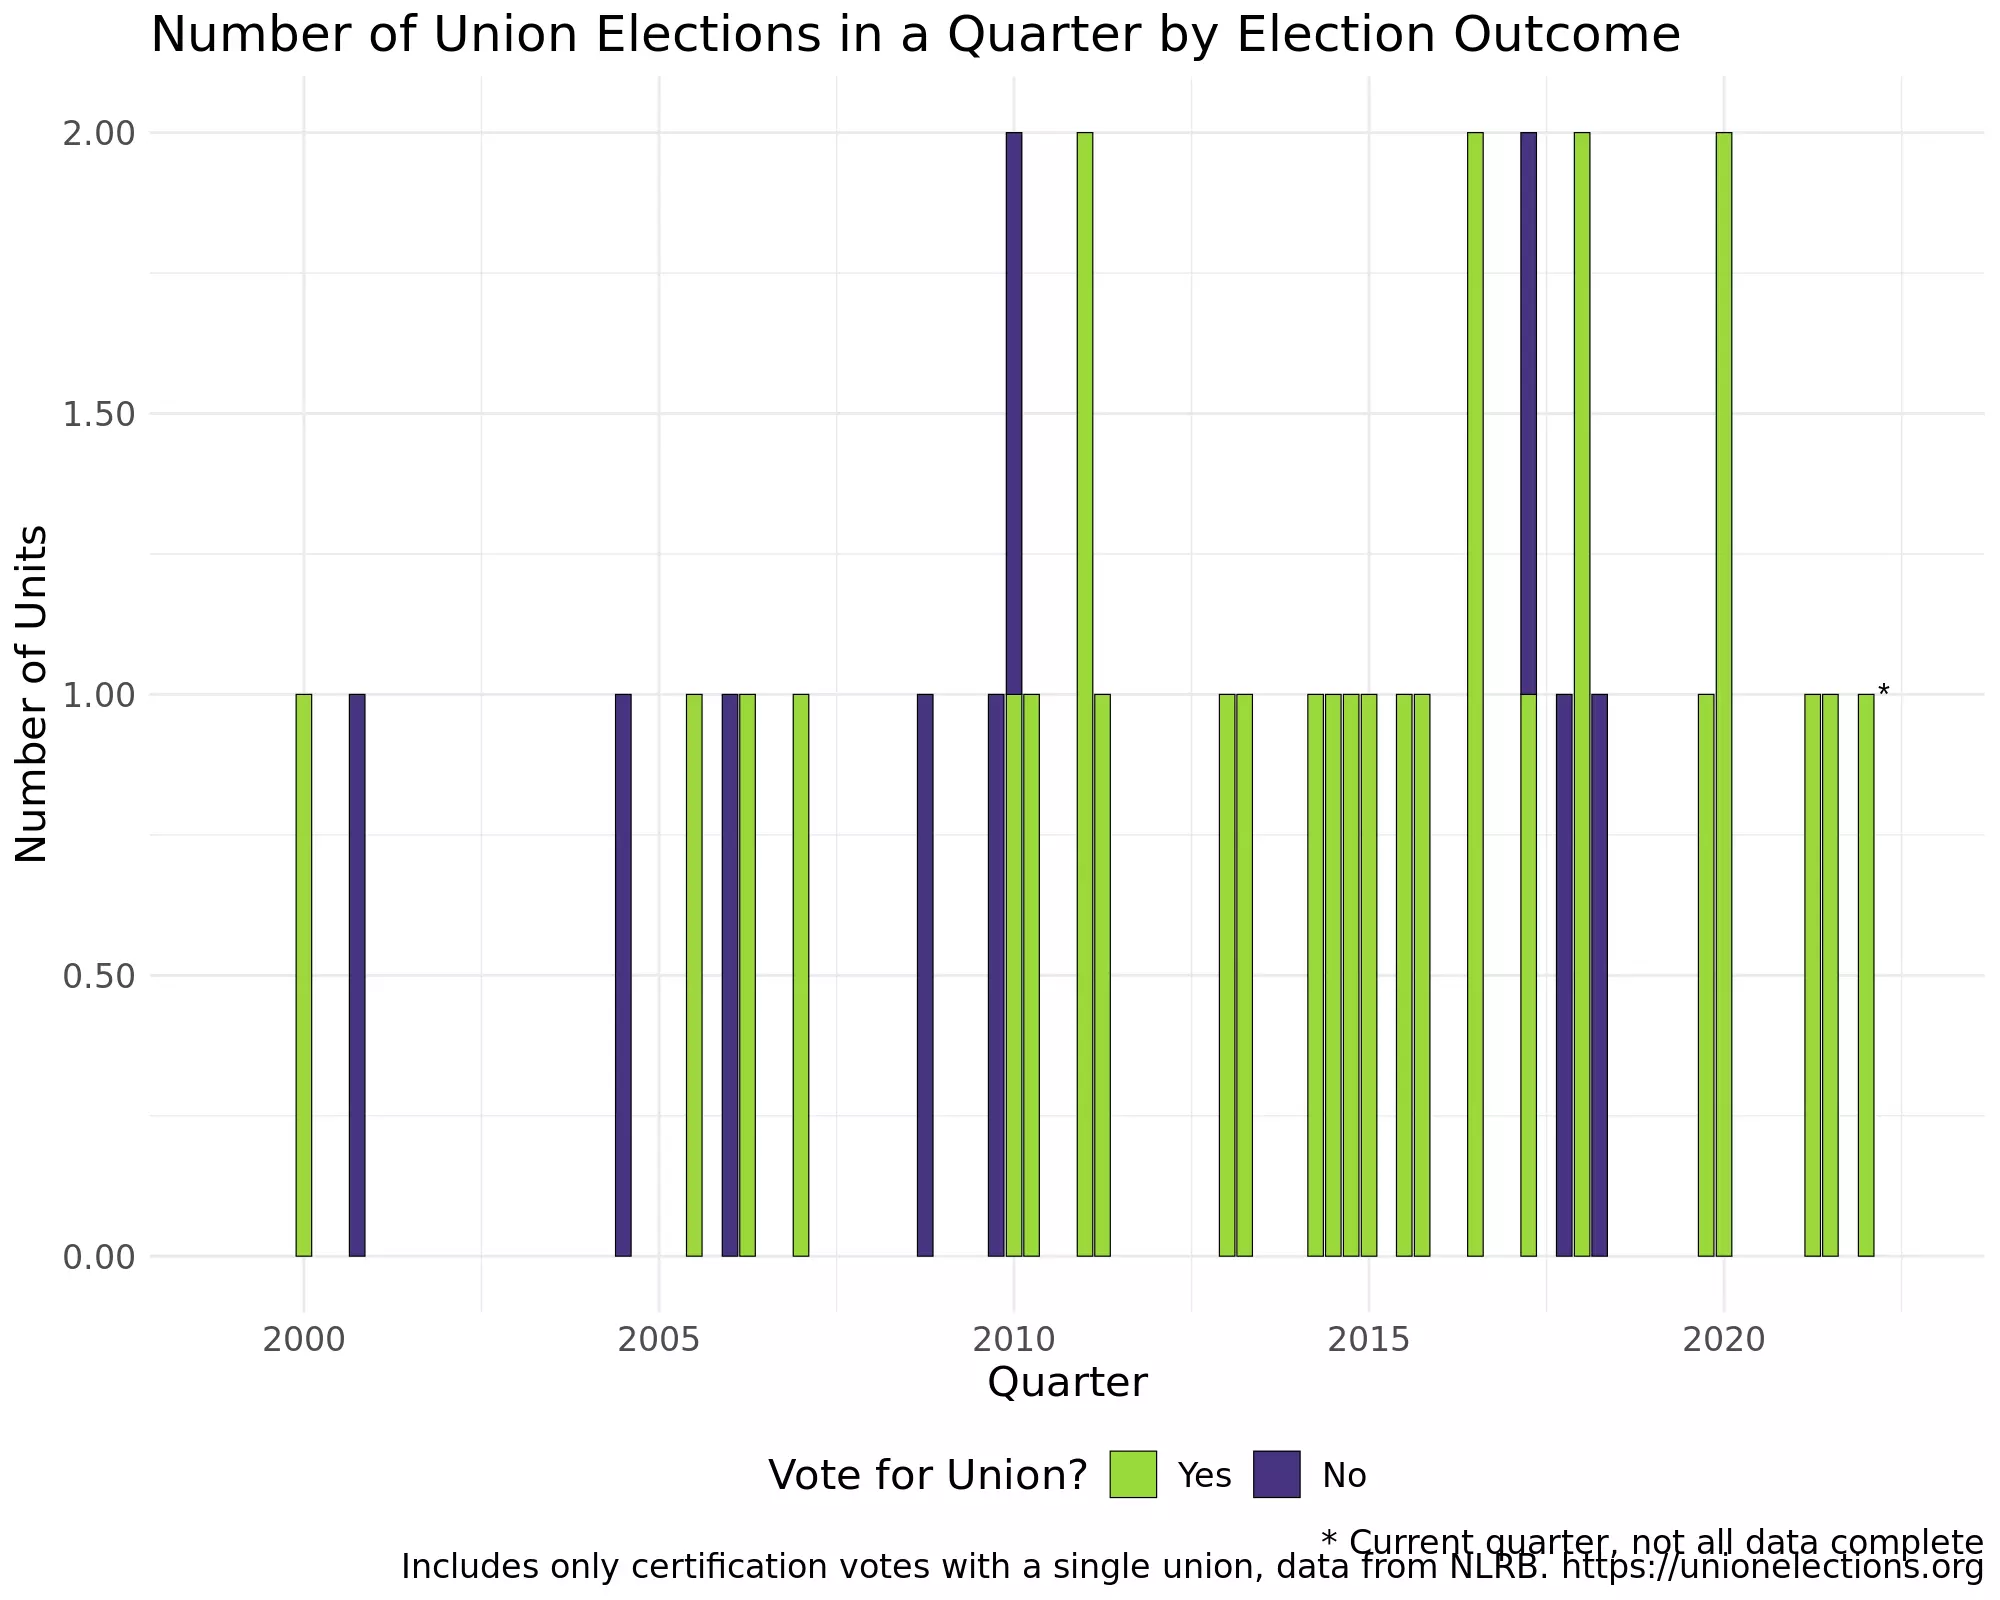 Number of Union Elections in a Quarter by Election Outcome
2.00
1.50
1.00
*
0.50
0.00
Number of Units
2000 2005 2010 2015 2020
Quarter
Vote for Union? Yes No
* Current quarter, not all data complete
Includes only certification votes with a single union, data from NLRB. https://unionelections.org